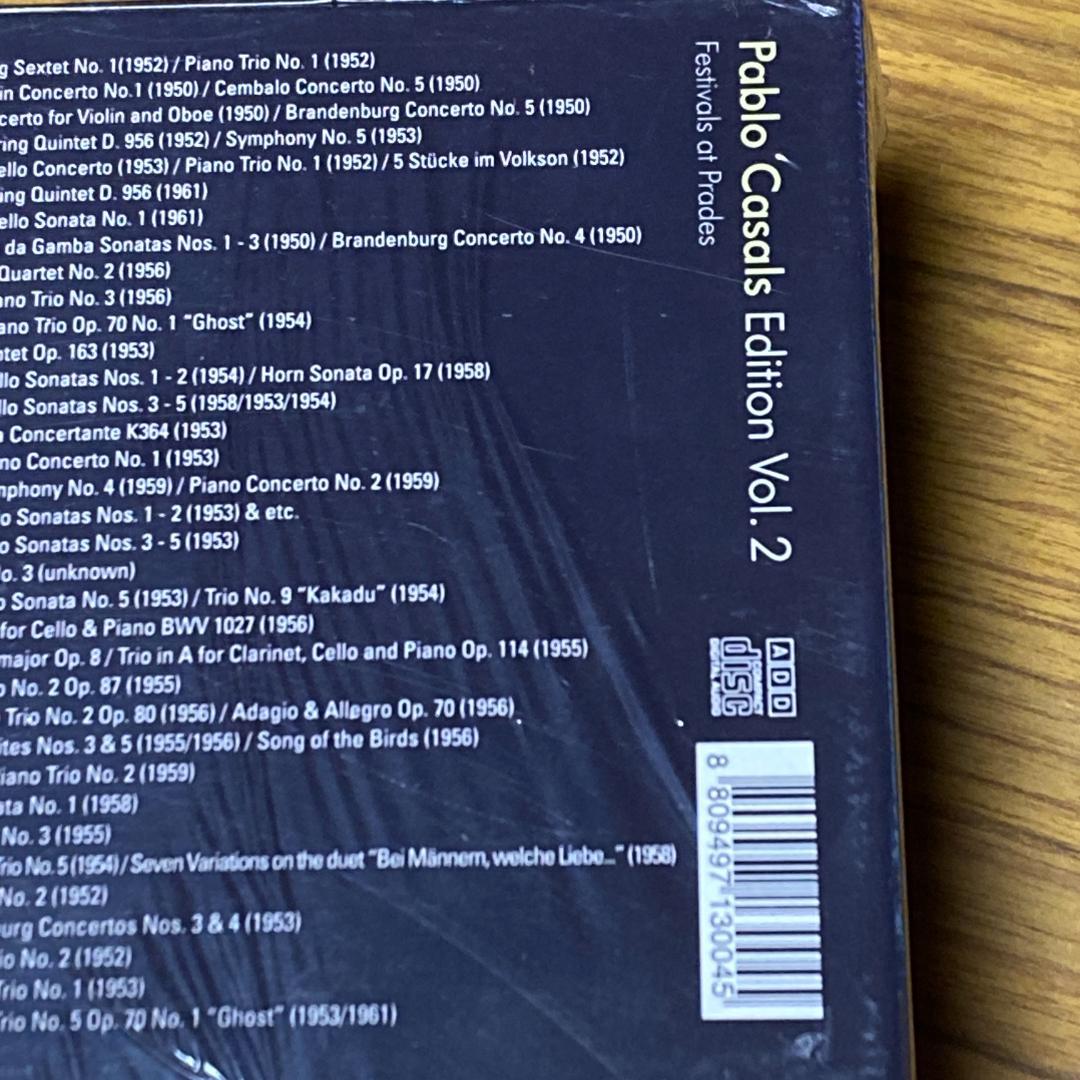 g Sextet No. 1(1952) / Piano Trio No. 1 (1952)
in Concerto No.1 (1950) / Cembalo Concerto No. 5 (1950)
certo for Violin and Oboe (1950) / Brandenburg Concerto No. 5 (1950)
ring Quintet D. 956 (1952) / Symphony No. 5 (1953)
ello Concerto (1953) / Piano Trio No. 1 (1952) / 5 Stücke im Volkson (1952)
ing Quintet D. 956 (1961)
ello Sonata No. 1 (1961)
da Gamba Sonatas Nos. 1 - 3 (1950) / Brandenburg Concerto No. 4 (1950)
Quartet No. 2 (1956)
ano Trio No. 3 (1956)
ano Trio Op. 70 No. 1 "Ghost" (1954)
ntet Op. 163 (1953)
llo Sonatas Nos. 1 - 2 (1954) / Horn Sonata Op. 17 (1958)
llo Sonatas Nos. 3 - 5 (1958/1953/1954)
a Concertante K364 (1953)
no Concerto No. 1 (1953)
mphony No. 4 (1959) / Piano Concerto No. 2 (1959)
o Sonatas Nos. 1 - 2 (1953) & etc.
o Sonatas Nos. 3 - 5 (1953)
o. 3 (unknown)
o Sonata No. 5 (1953) / Trio No. 9 "Kakadu" (1954)
for Cello & Piano BWV 1027 (1956)
major Op. 8 / Trio in A for Clarinet, Cello and Piano Op. 114 (1955)
o No. 2 Op. 87 (1955)
Trio No. 2 Op. 80 (1956) / Adagio & Allegro Op. 70 (1956)
ites Nos. 3 & 5 (1955/1956) / Song of the Birds (1956)
iano Trio No. 2 (1959)
ata No. 1 (1958)
No. 3 (1955)
rio No. 5 (1954) / Seven Variations on the duet "Bei Männern, welche Liebe..." (1958)
No. 2 (1952)
urg Concertos Nos. 3 & 4 (1953)
io No. 2 (1952)
Trio No. 1 (1953)
rio No. 5 Op. 70 No. 1 "Ghost" (1953/1961)
Pablo Casals Edition Vol. 2
Festivals at Prades
ADD
COMPACT
disc
DIGITAL AUDIO
8 809497 130045